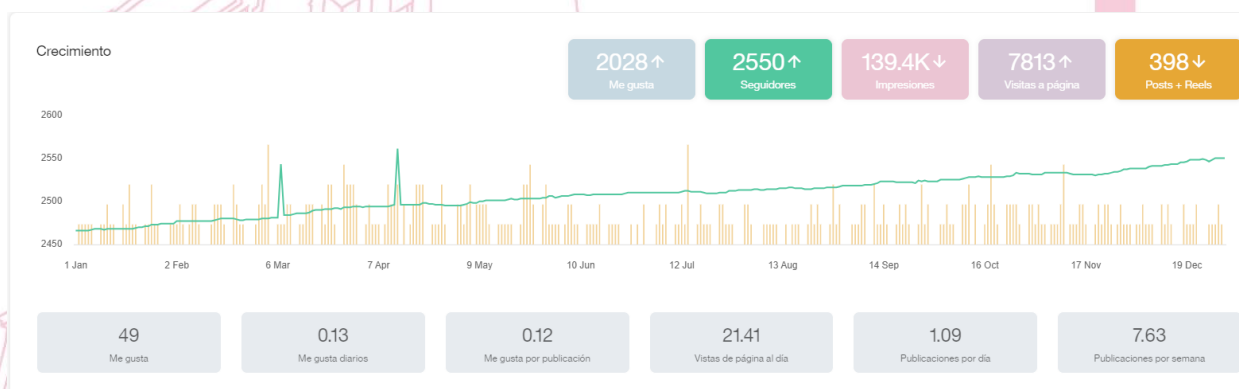 Crecimiento
2028↑
Me gusta
2550↑
Seguidores
139.4K↓
Impresiones
7813↑
Visitas a página
398↓
Posts + Reels
2600
2550
2500
2450
1 Jan 2 Feb 6 Mar 7 Apr 9 May 10 Jun 12 Jul 13 Aug 14 Sep 16 Oct 17 Nov 19 Dec
49
Me gusta
0.13
Me gusta diarios
0.12
Me gusta por publicación
21.41
Vistas de página al día
1.09
Publicaciones por día
7.63
Publicaciones por semana